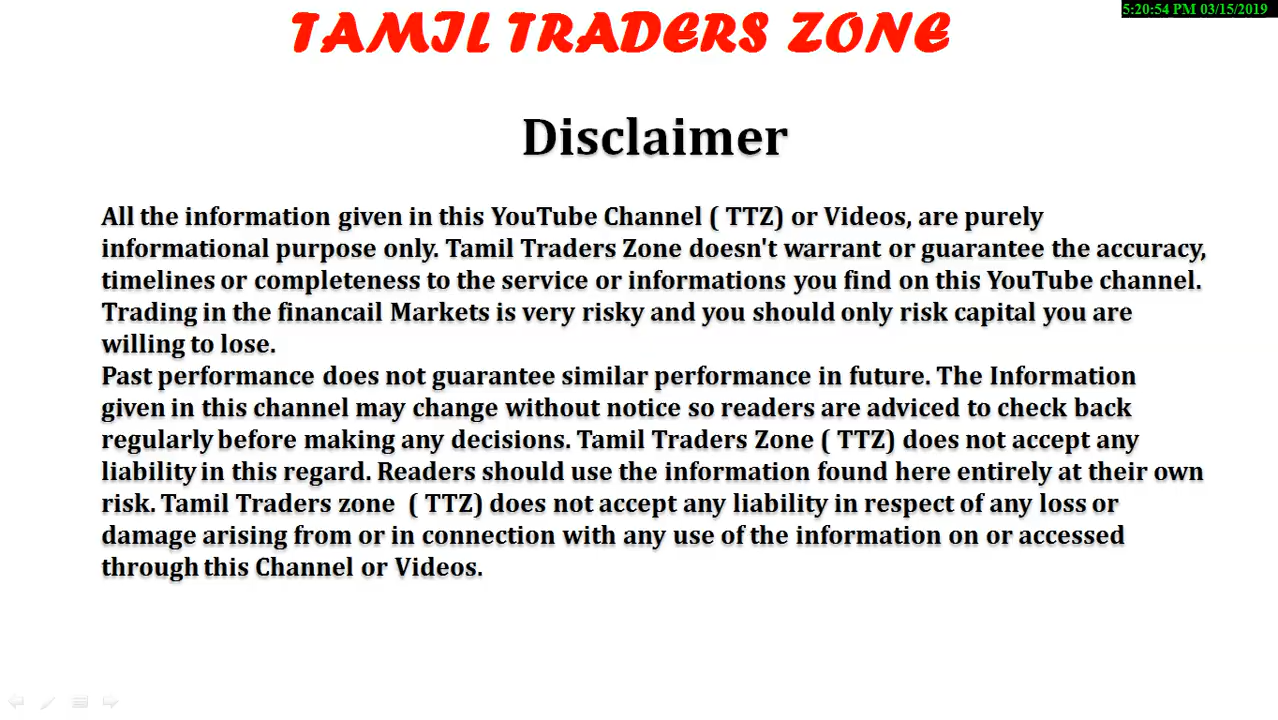 5:20:54 PM 03/15/2019
TAMIL TRADERS ZONE
Disclaimer
All the information given in this YouTube Channel ( TTZ) or Videos, are purely
informational purpose only. Tamil Traders Zone doesn't warrant or guarantee the accuracy,
timelines or completeness to the service or informations you find on this YouTube channel.
Trading in the financail Markets is very risky and you should only risk capital you are
willing to lose.
Past performance does not guarantee similar performance in future. The Information
given in this channel may change without notice so readers are adviced to check back
regularly before making any decisions. Tamil Traders Zone ( TTZ) does not accept any
liability in this regard. Readers should use the information found here entirely at their own
risk. Tamil Traders zone  ( TTZ) does not accept any liability in respect of any loss or
damage arising from or in connection with any use of the information on or accessed
through this Channel or Videos.